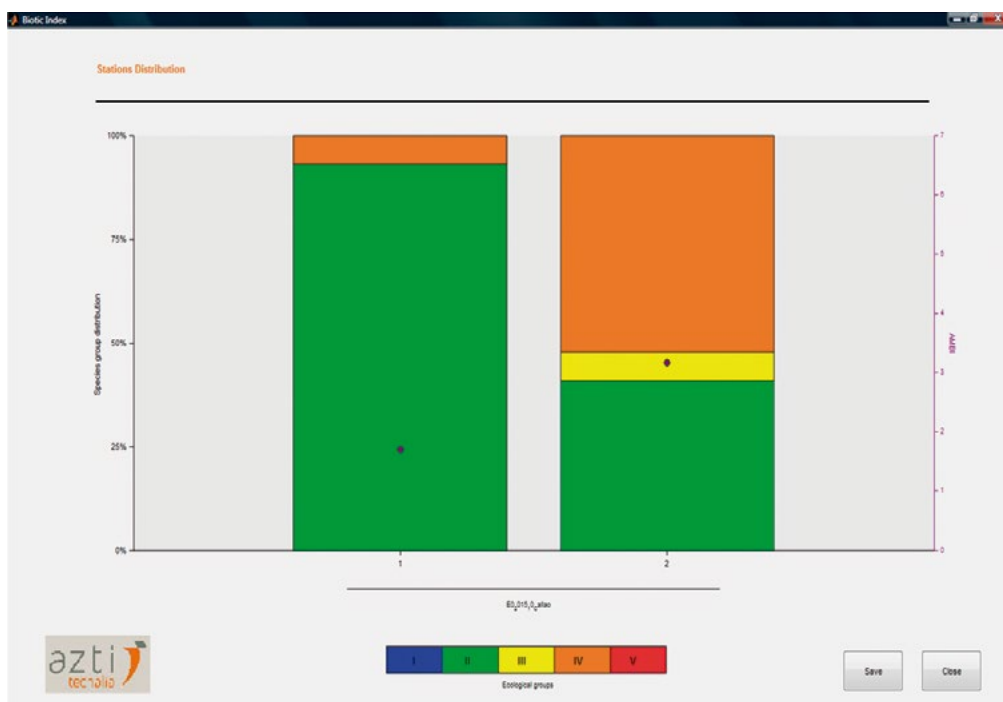 Biotic Index
Stations Distribution
100%
75%
50%
25%
0%
Species group distribution
7
6
5
4
3
2
1
0
AMBI
1
2
I II III IV V
Ecological groups
azti
tecnalia
Save
Close